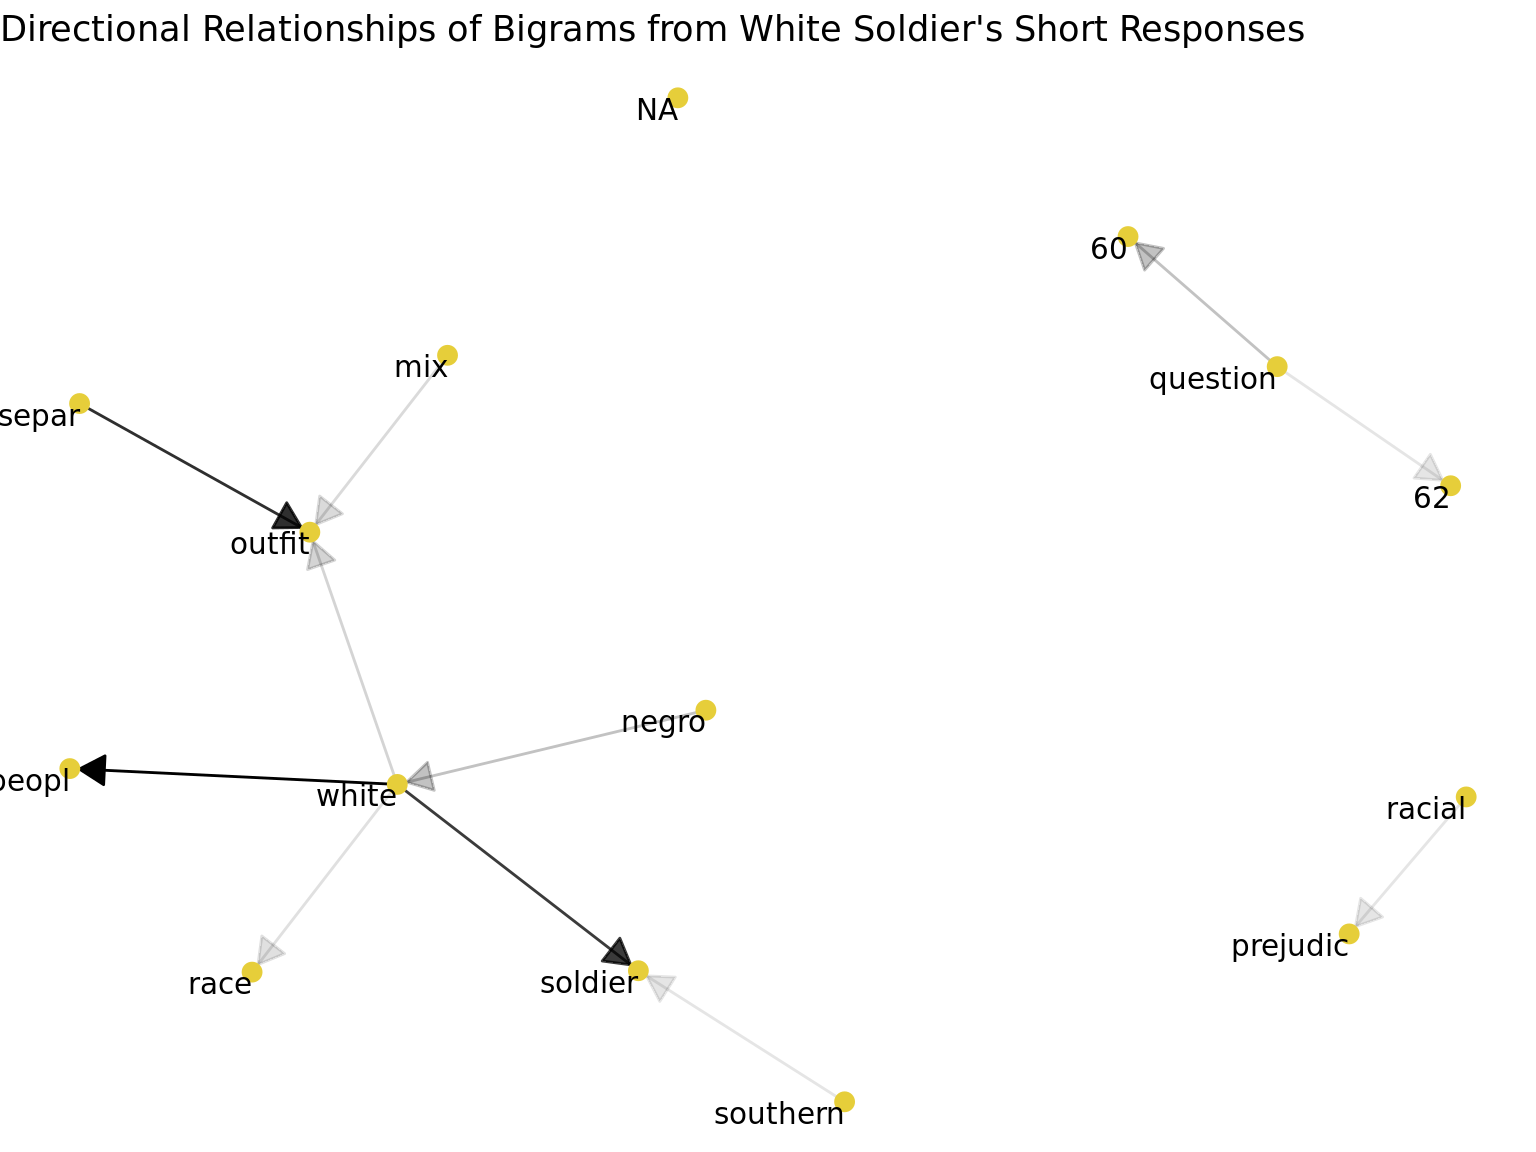 Directional Relationships of Bigrams from White Soldier's Short Responses
NA
60
mix
question
separ
62
outfit
negro
peopl
white
racial
prejudic
race
soldier
southern